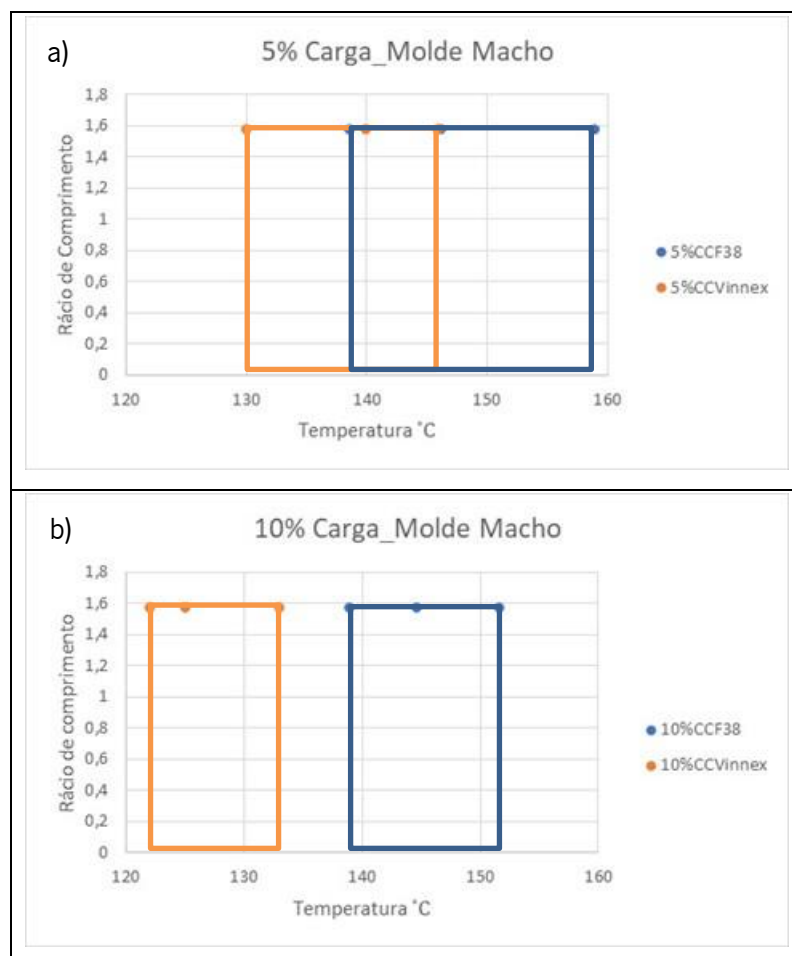 a)
5% Carga_Molde Macho
1,8
1,6
1,4
1,2
1
0,8
0,6
0,4
0,2
0
Rácio de Comprimento
120 130 140 150 160
Temperatura ˚C
5%CCF38
5%CCVinnex
b)
10% Carga_Molde Macho
1,8
1,6
1,4
1,2
1
0,8
0,6
0,4
0,2
0
Rácio de comprimento
120 130 140 150 160
Temperatura ˚C
10%CCF38
10%CCVinnex